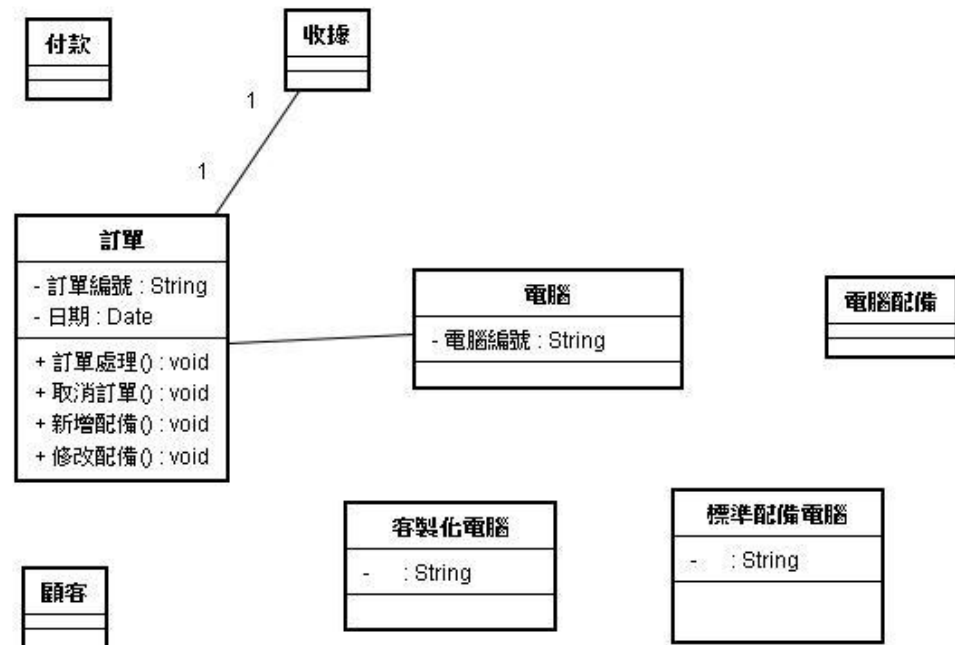 付款
收據
1
1
訂單
- 訂單編號 : String
- 日期 : Date
+ 訂單處理() : void
+ 取消訂單() : void
+ 新增配備() : void
+ 修改配備() : void
電腦
- 電腦編號 : String
電腦配備
客製化電腦
- : String
標準配備電腦
- : String
顧客